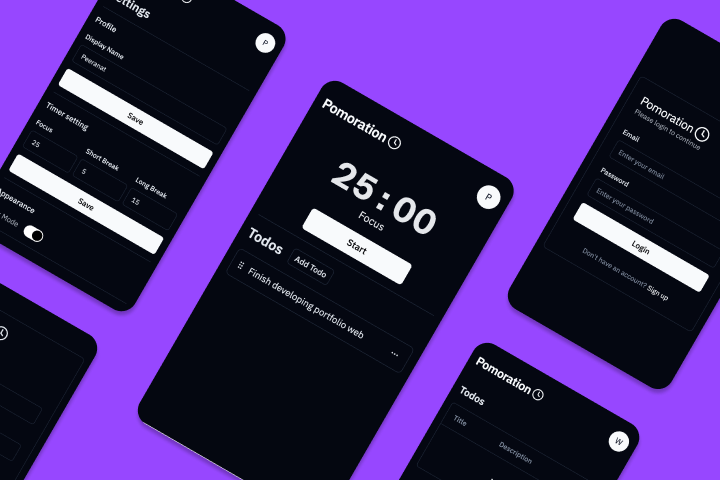 ettings
P
Profile
Display Name
Peeranat
Save
Timer setting
Focus
Short Break
Long Break
25
5
15
Save
Appearance
Mode
Pomoration
P
25:00
Focus
Start
Todos
Add Todo
Finish developing portfolio web
Pomoration
Please login to continue
Email
Enter your email
Password
Enter your password
Login
Don't have an account? Sign up
Pomoration
W
Todos
Title
Description